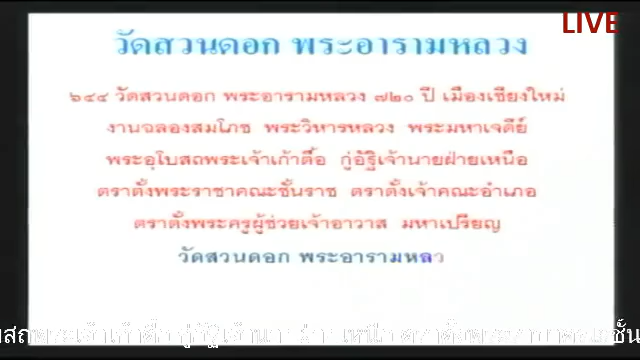 LIVE
วัดสวนดอก พระอารามหลวง
๖๔๔ วัดสวนดอก พระอารามหลวง ๗๒๐ ปี เมืองเชียงใหม่
งานฉลองสมโภช พระวิหารหลวง พระมหาเจดีย์
พระอุโบสถพระเจ้าเก้าตื้อ กู่อัฐิเจ้านายฝ่ายเหนือ
ตราตั้งพระราชาคณะชั้นราช ตราตั้งเจ้าคณะอำเภอ
ตราตั้งพระครูผู้ช่วยเจ้าอาวาส มหาเปรียญ
วัดสวนดอก พระอารามหลว